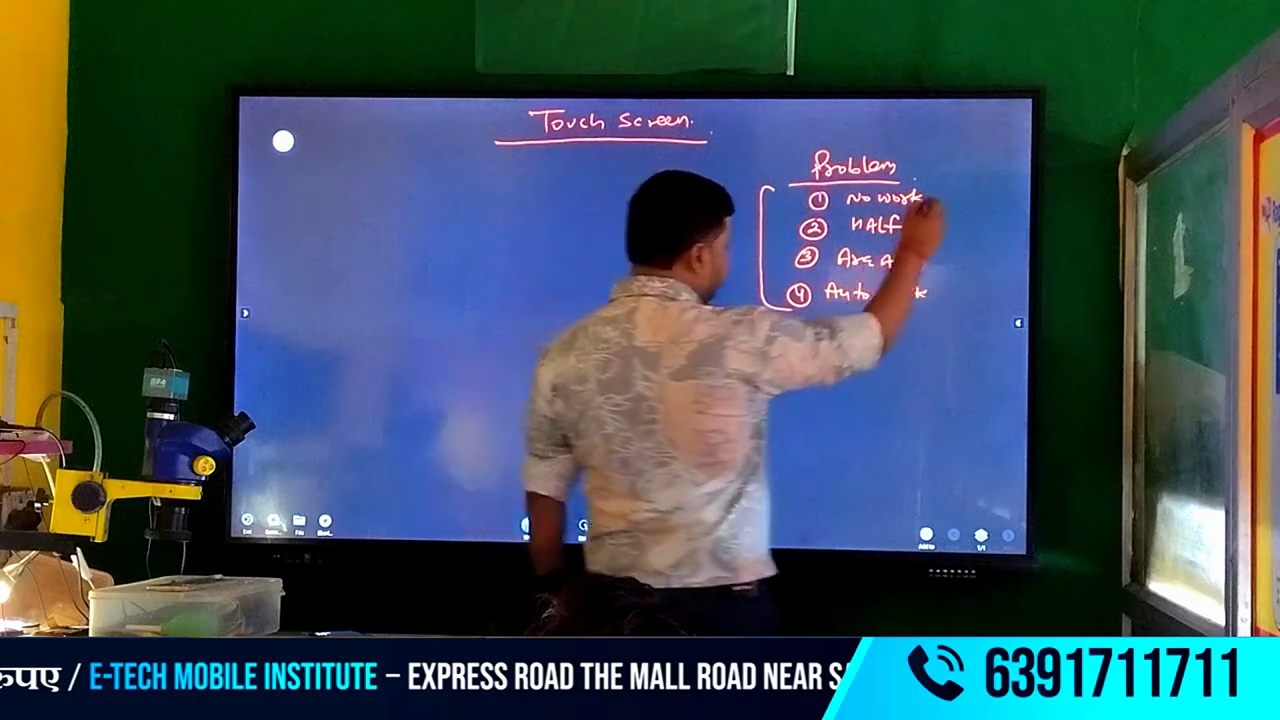 Touch Screen.
Problem
① No work
② HALF
③ Are A
④ Auto
रुपए / E-TECH MOBILE INSTITUTE – EXPRESS ROAD THE MALL ROAD NEAR
6391711711